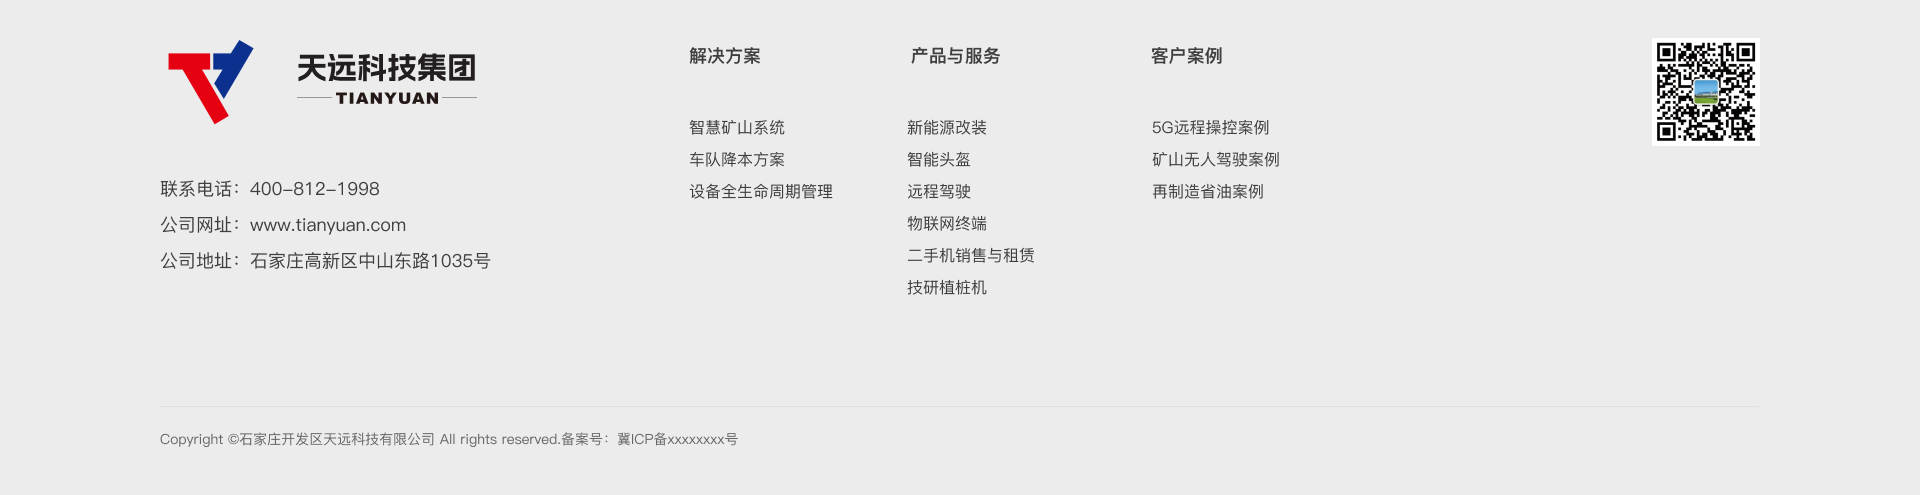 天远科技集团
TIANYUAN
联系电话：400-812-1998
公司网址：www.tianyuan.com
公司地址：石家庄高新区中山东路1035号
解决方案
智慧矿山系统
车队降本方案
设备全生命周期管理
产品与服务
新能源改装
智能头盔
远程驾驶
物联网终端
二手机销售与租赁
技研植桩机
客户案例
5G远程操控案例
矿山无人驾驶案例
再制造省油案例
Copyright ©石家庄开发区天远科技有限公司 All rights reserved.备案号：冀ICP备xxxxxxxx号